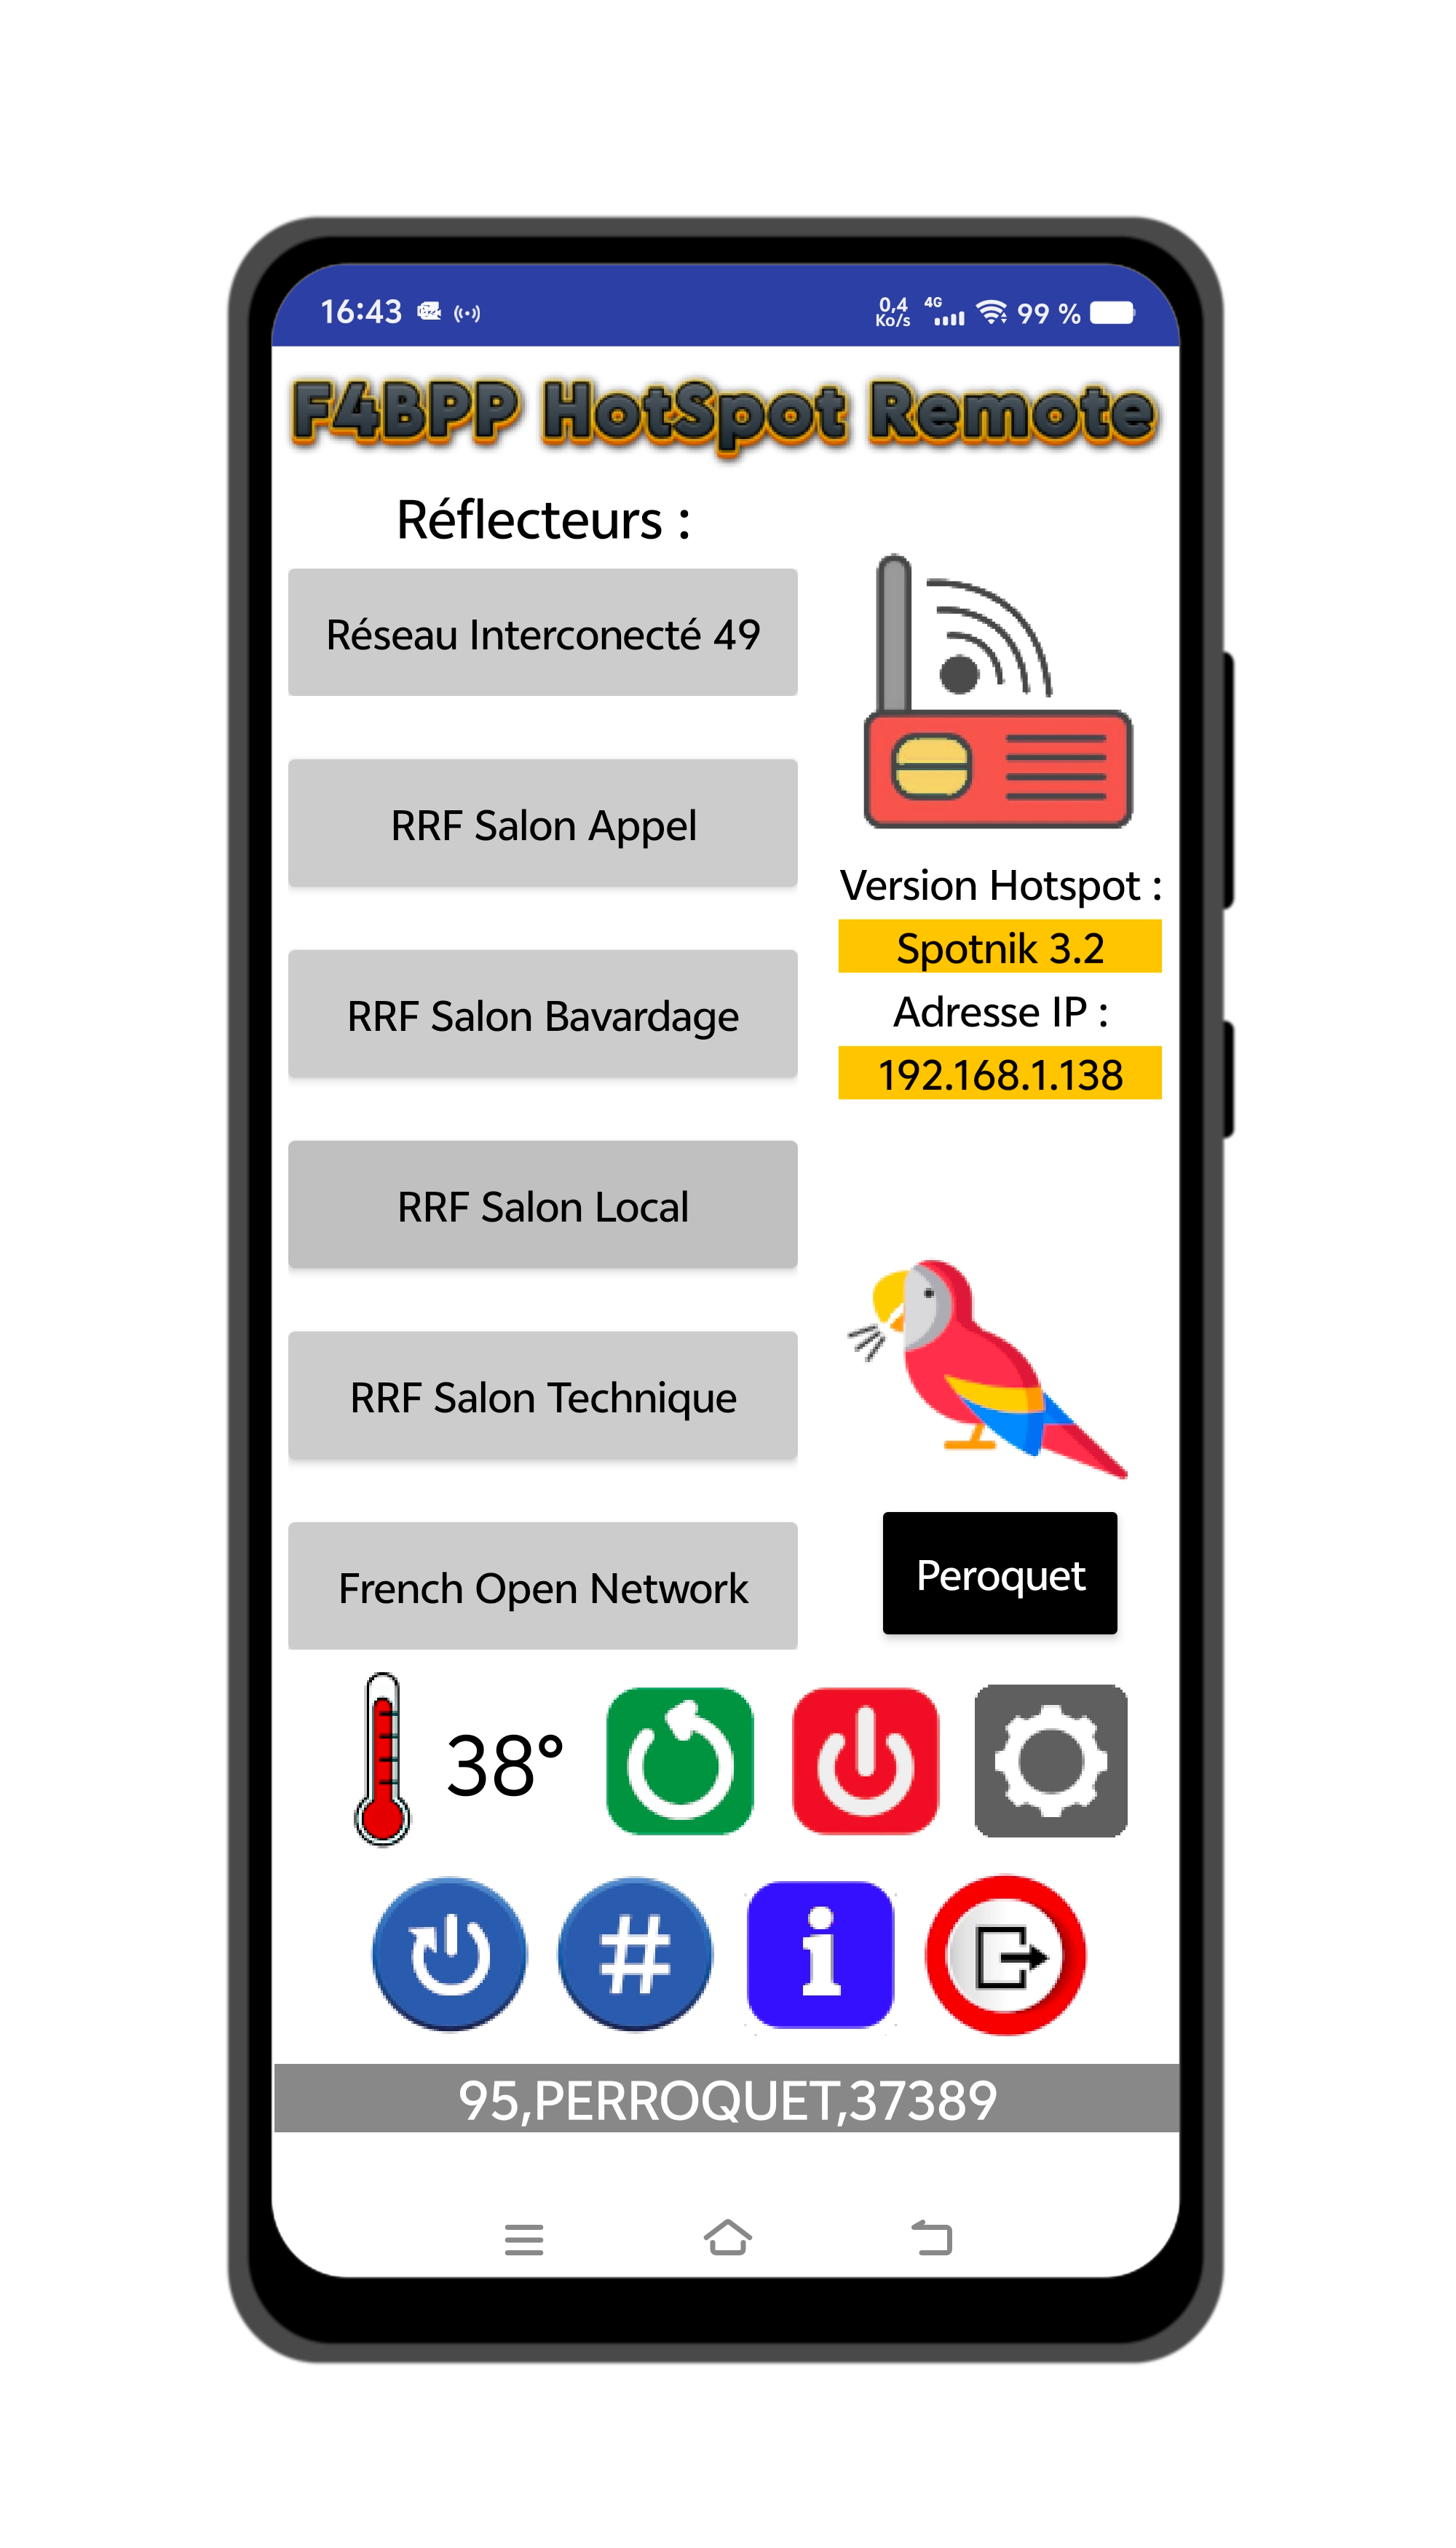 16:43
0,4 Ko/s 4G 99 %
F4BPP HotSpot Remote
Réflecteurs :
Réseau Interconecté 49
RRF Salon Appel
RRF Salon Bavardage
RRF Salon Local
RRF Salon Technique
French Open Network
Version Hotspot :
Spotnik 3.2
Adresse IP :
192.168.1.138
Peroquet
38°
#
i
95,PERROQUET,37389